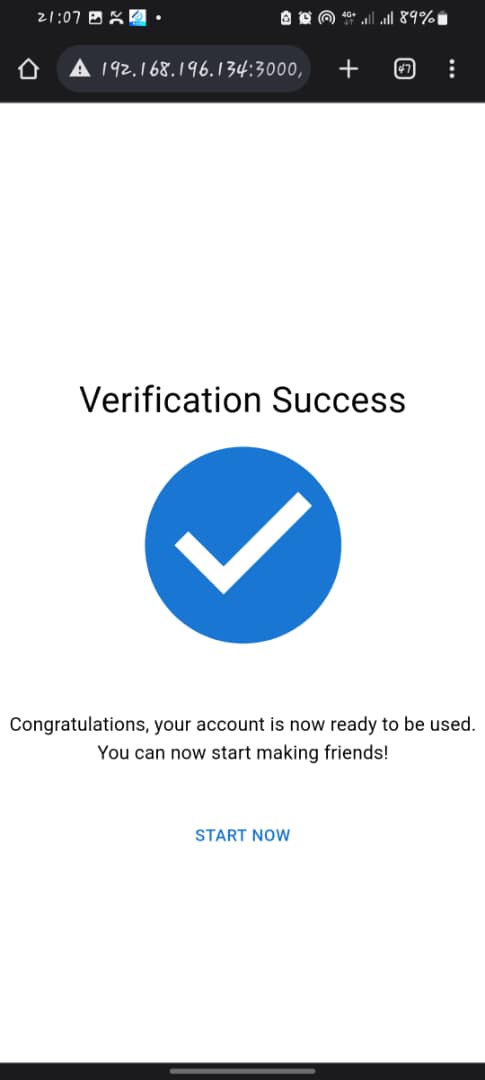 21:07
4G+
89%
192.168.196.134:3000,
47
Verification Success
Congratulations, your account is now ready to be used.
You can now start making friends!
START NOW